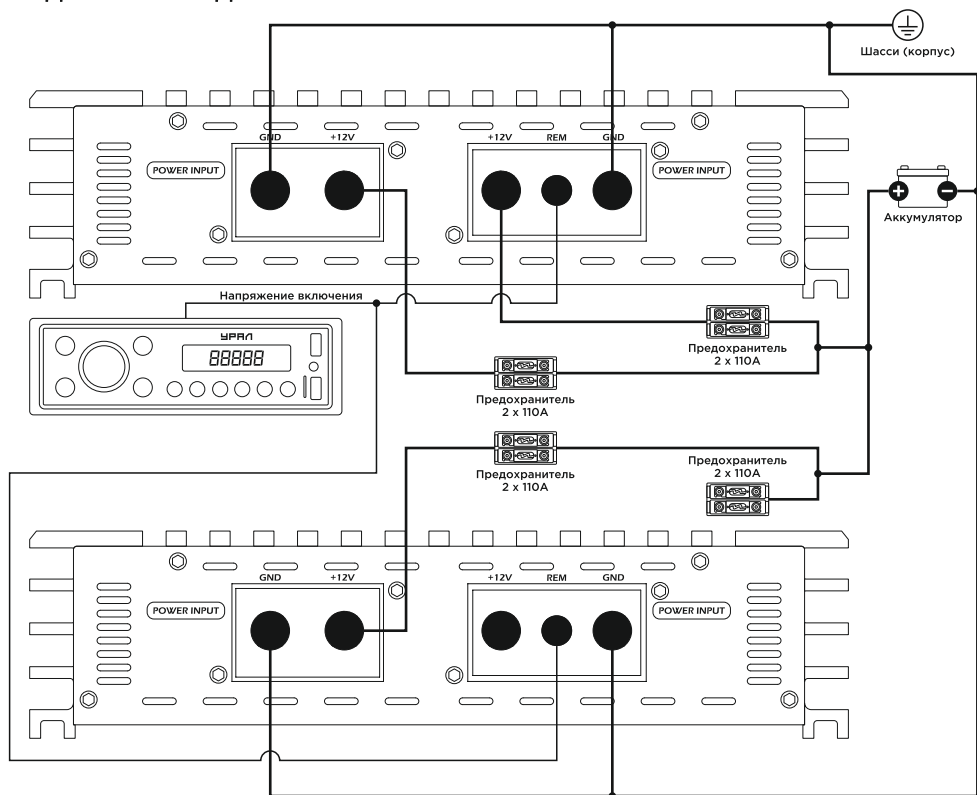 Шасси (корпус)
GND +12V
+12V REM GND
POWER INPUT
POWER INPUT
Аккумулятор
Напряжение включения
УРАЛ
88888
Предохранитель
2 x 110A
Предохранитель
2 x 110A
Предохранитель
2 x 110A
Предохранитель
2 x 110A
GND +12V
+12V REM GND
POWER INPUT
POWER INPUT